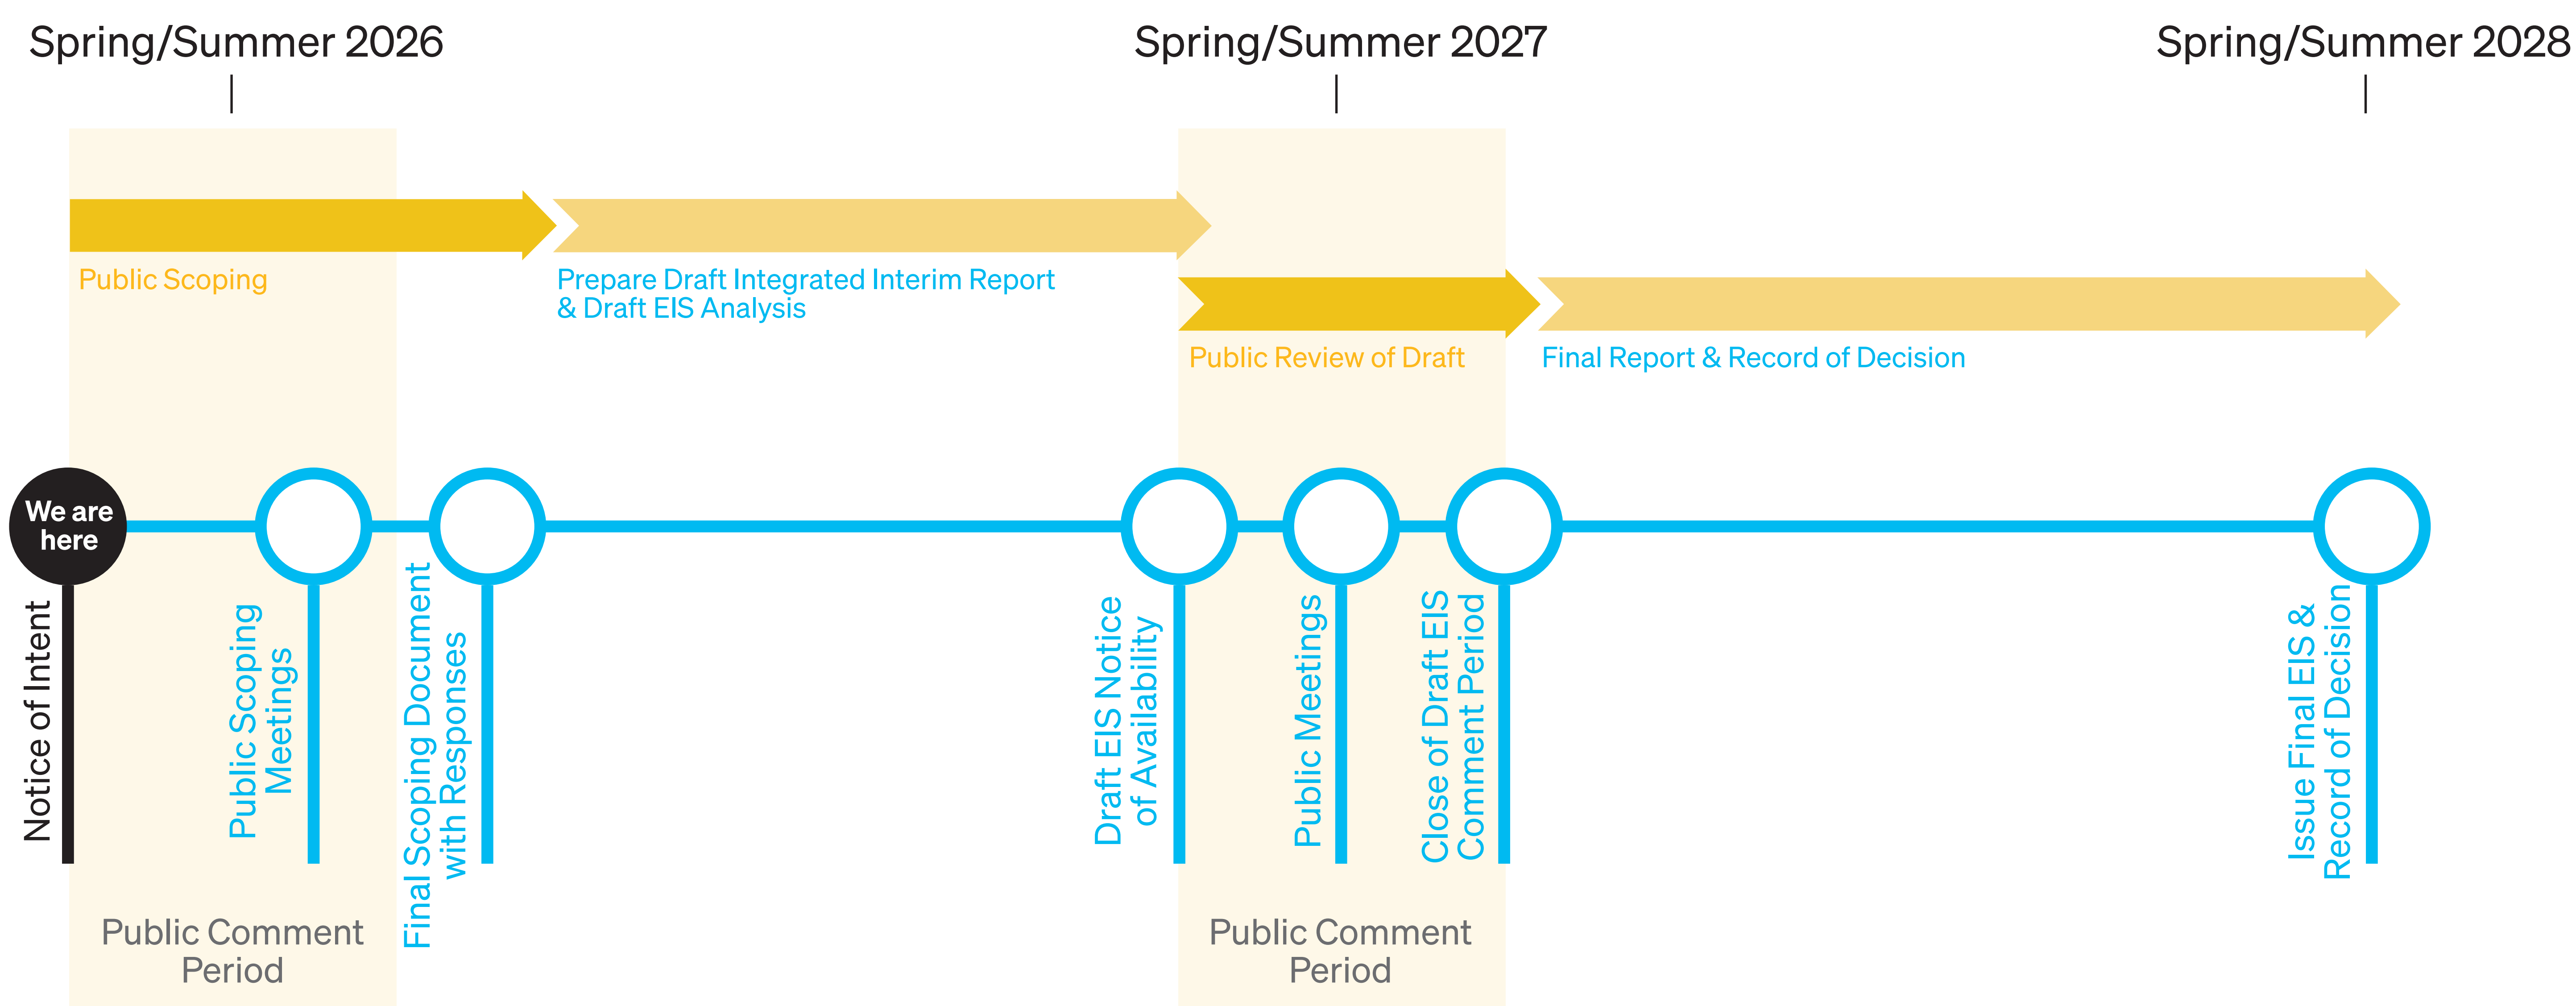 Spring/Summer 2026
Spring/Summer 2027
Spring/Summer 2028
Public Scoping
Prepare Draft Integrated Interim Report
& Draft EIS Analysis
Public Review of Draft
Final Report & Record of Decision
We are
here
Notice of Intent
Public Scoping
Meetings
Final Scoping Document
with Responses
Draft EIS Notice
of Availability
Public Meetings
Close of Draft EIS
Comment Period
Issue Final EIS &
Record of Decision
Public Comment
Period
Public Comment
Period